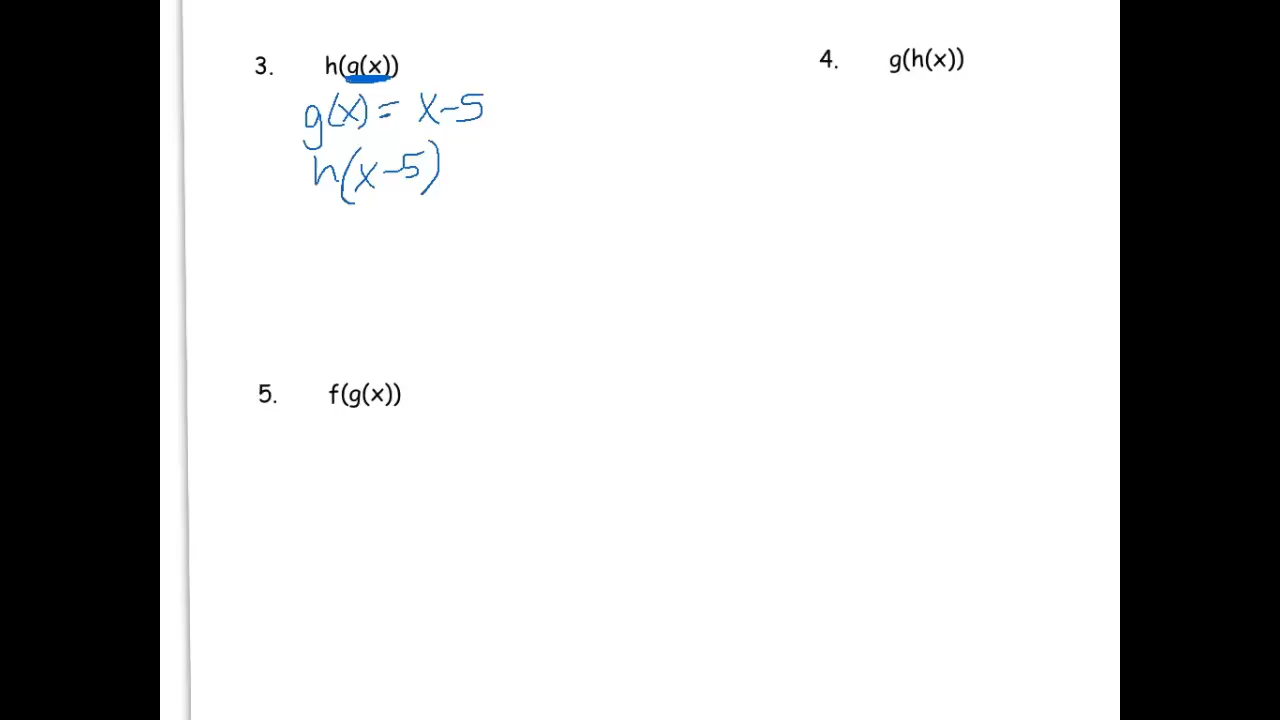 3. h(g(x))
g(x) = x-5
h(x-5)
4. g(h(x))
5. f(g(x))